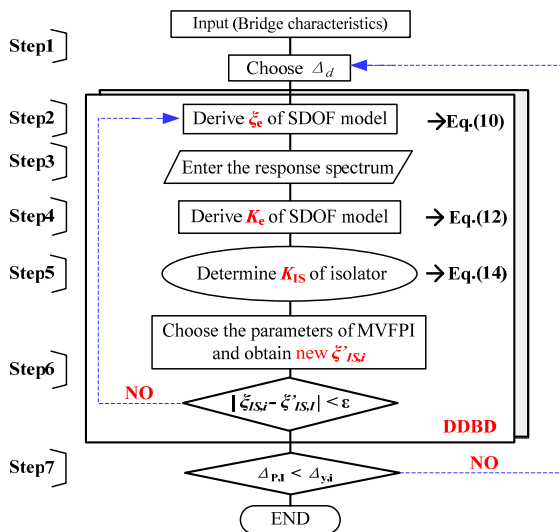 Input (Bridge characteristics)
Step1
Choose Δd
Step2
Derive ξe of SDOF model
→Eq.(10)
Step3
Enter the response spectrum
Step4
Derive Ke of SDOF model
→Eq.(12)
Step5
Determine KIS of isolator
→Eq.(14)
Choose the parameters of MVFPI
and obtain new ξ'IS,i
Step6
NO
|ξIS,i- ξ'IS,I| < ε
DDBD
Step7
ΔP,I < Δy,i
NO
END